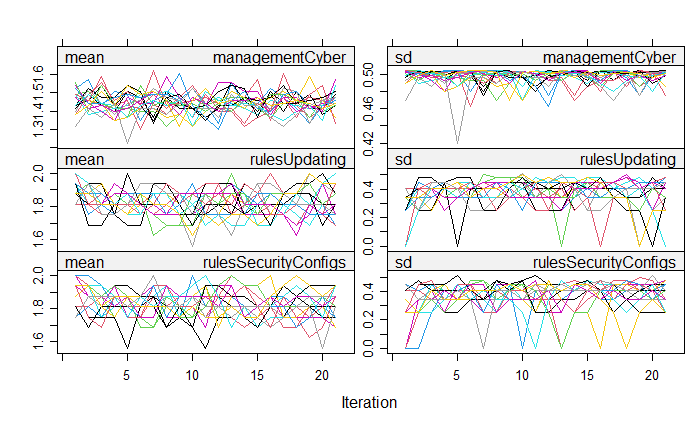 mean managementCyber
sd managementCyber
1.3 1.4 1.5 1.6
0.42 0.46 0.50
mean rulesUpdating
sd rulesUpdating
1.6 1.8 2.0
0.0 0.2 0.4
mean rulesSecurityConfigs
sd rulesSecurityConfigs
1.6 1.8 2.0
0.0 0.2 0.4
5 10 15 20
5 10 15 20
Iteration